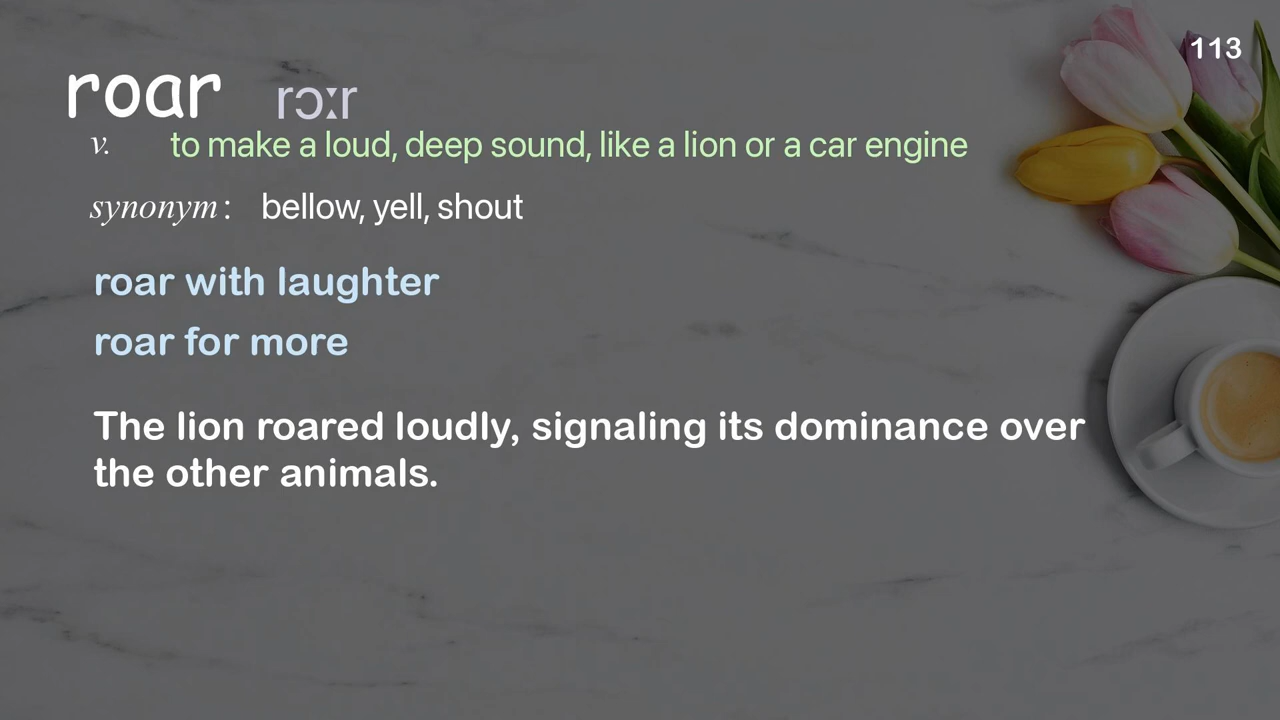 113
roar rɔːr
v. to make a loud, deep sound, like a lion or a car engine
synonym: bellow, yell, shout
roar with laughter
roar for more
The lion roared loudly, signaling its dominance over
the other animals.